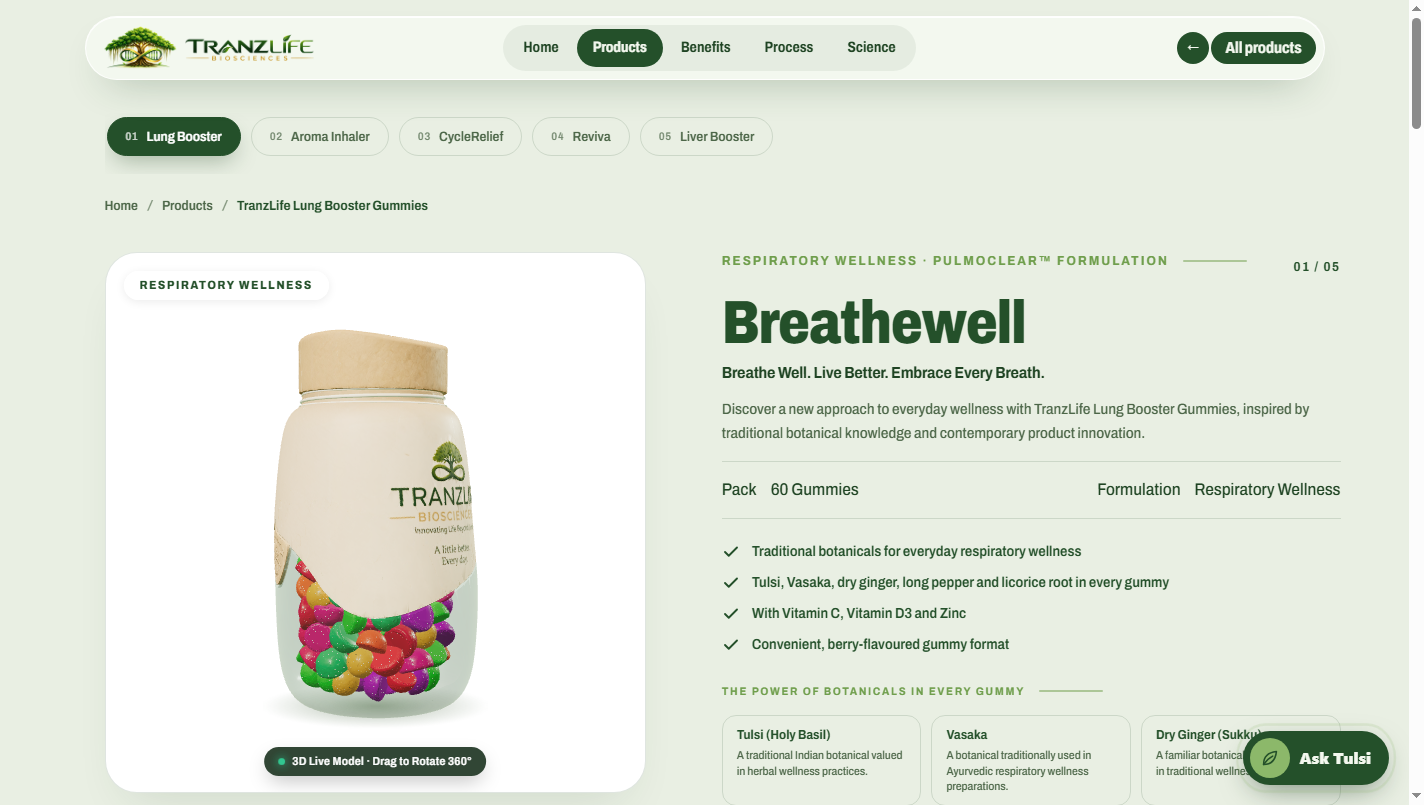 TRANZLIFE
BIOSCIENCES
Home
Products
Benefits
Process
Science
← All products
01 Lung Booster
02 Aroma Inhaler
03 CycleRelief
04 Reviva
05 Liver Booster
Home / Products / TranzLife Lung Booster Gummies
RESPIRATORY WELLNESS
TRANZLI
BIOSCIENCE
Innovating Life Beyond
A little better
Every day
3D Live Model · Drag to Rotate 360°
RESPIRATORY WELLNESS · PULMOCLEAR™ FORMULATION
01 / 05
Breathewell
Breathe Well. Live Better. Embrace Every Breath.
Discover a new approach to everyday wellness with TranzLife Lung Booster Gummies, inspired by
traditional botanical knowledge and contemporary product innovation.
Pack 60 Gummies
Formulation Respiratory Wellness
Traditional botanicals for everyday respiratory wellness
Tulsi, Vasaka, dry ginger, long pepper and licorice root in every gummy
With Vitamin C, Vitamin D3 and Zinc
Convenient, berry-flavoured gummy format
THE POWER OF BOTANICALS IN EVERY GUMMY
Tulsi (Holy Basil)
A traditional Indian botanical valued
in herbal wellness practices.
Vasaka
A botanical traditionally used in
Ayurvedic respiratory wellness
preparations.
Dry Ginger (Sukku)
A familiar botanical
in traditional wellness
Ask Tulsi